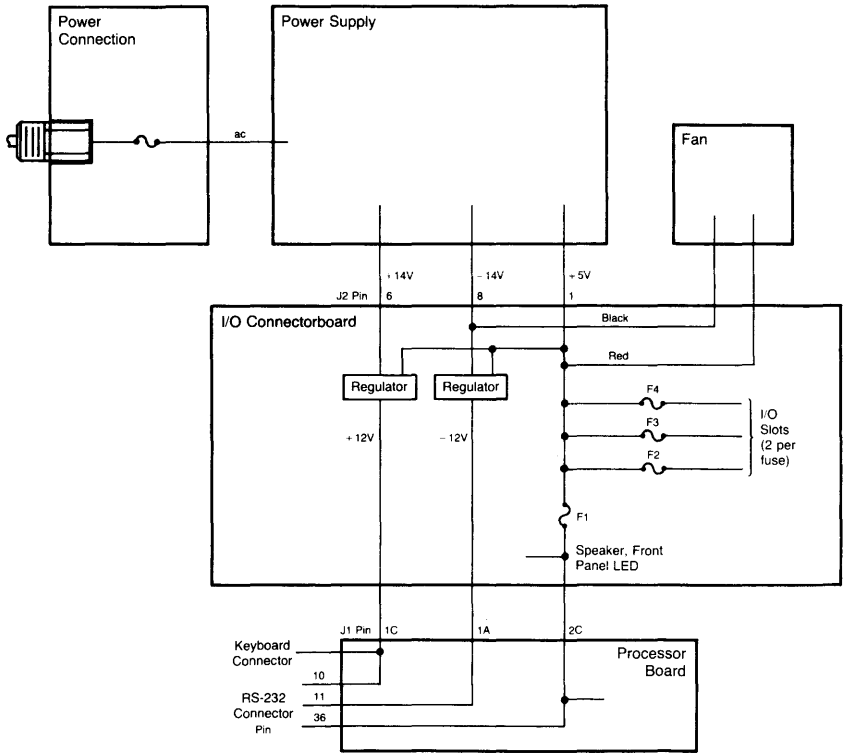 Power
Connection
Power Supply
ac
Fan
+14V
-14V
+5V
J2 Pin 6 8 1
I/O Connectorboard
Black
Red
Regulator
Regulator
F4
F3
F2
I/O
Slots
(2 per
fuse)
+12V
-12V
F1
Speaker, Front
Panel LED
J1 Pin 1C 1A 2C
Keyboard
Connector
Processor
Board
10
11
36
RS-232
Connector
Pin